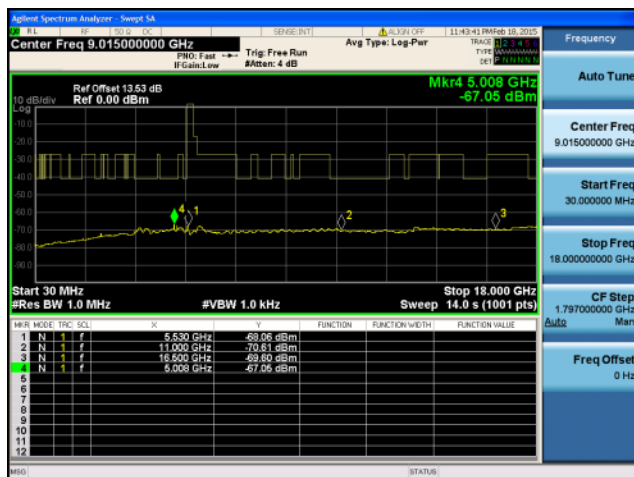 Agilent Spectrum Analyzer - Swept SA
RL RF 50 Ω DC SENSE:INT ALIGN OFF 11:43:41 PM Feb 18, 2015
Center Freq 9.015000000 GHz
PNO: Fast
IFGain:Low
Trig: Free Run
#Atten: 4 dB
Avg Type: Log-Pwr
TRACE 1 2 3 4 5 6
TYPE
DET P N N N N N
Ref Offset 13.53 dB
Mkr4 5.008 GHz
10 dB/div Ref 0.00 dBm -67.05 dBm
Log
-10.0
-20.0
-30.0
-40.0
-50.0
-60.0
-70.0
-80.0
-90.0
4 1 2 3
Start 30 MHz Stop 18.000 GHz
#Res BW 1.0 MHz #VBW 1.0 kHz Sweep 14.0 s (1001 pts)
MKR MODE TRC SCL X Y FUNCTION FUNCTION WIDTH FUNCTION VALUE
1 N 1 f 5.530 GHz -68.06 dBm
2 N 1 f 11.000 GHz -70.61 dBm
3 N 1 f 16.500 GHz -69.60 dBm
4 N 1 f 5.008 GHz -67.05 dBm
5
6
7
8
9
10
11
12
MSG STATUS
Frequency
Auto Tune
Center Freq
9.015000000 GHz
Start Freq
30.000000 MHz
Stop Freq
18.000000000 GHz
CF Step
1.797000000 GHz
Auto Man
Freq Offset
0 Hz